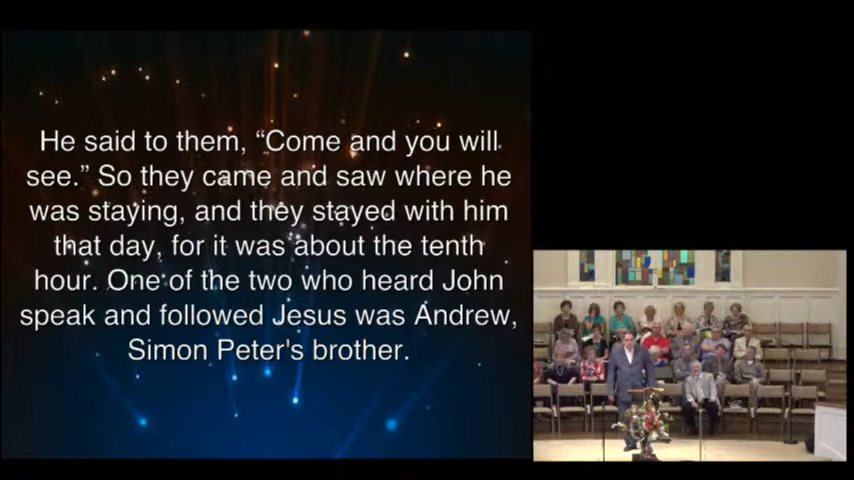 He said to them, “Come and you will
see.” So they came and saw where he
was staying, and they stayed with him
that day, for it was about the tenth
hour. One of the two who heard John
speak and followed Jesus was Andrew,
Simon Peter's brother.